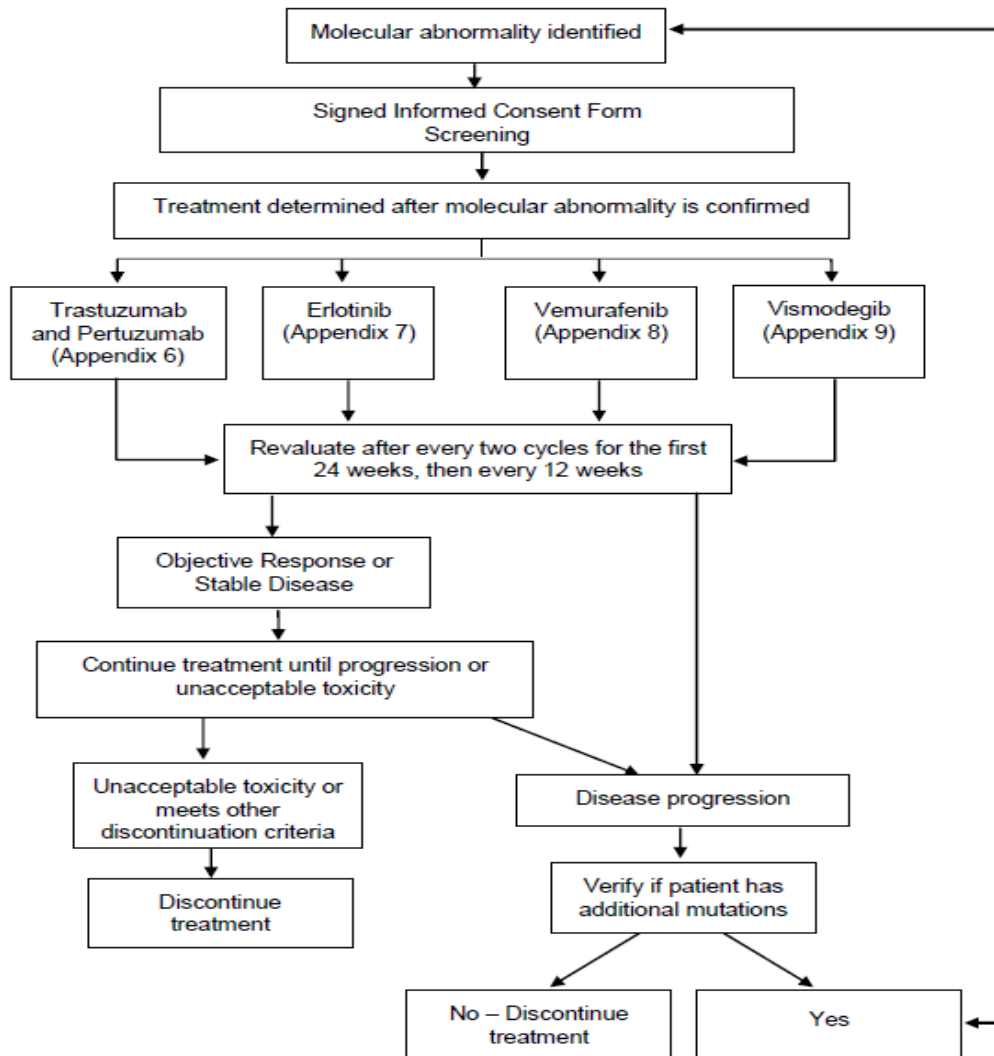 Molecular abnormality identified
Signed Informed Consent Form
Screening
Treatment determined after molecular abnormality is confirmed
Trastuzumab
and Pertuzumab
(Appendix 6)
Erlotinib
(Appendix 7)
Vemurafenib
(Appendix 8)
Vismodegib
(Appendix 9)
Revaluate after every two cycles for the first
24 weeks, then every 12 weeks
Objective Response or
Stable Disease
Continue treatment until progression or
unacceptable toxicity
Unacceptable toxicity or
meets other
discontinuation criteria
Disease progression
Discontinue
treatment
Verify if patient has
additional mutations
No – Discontinue
treatment
Yes